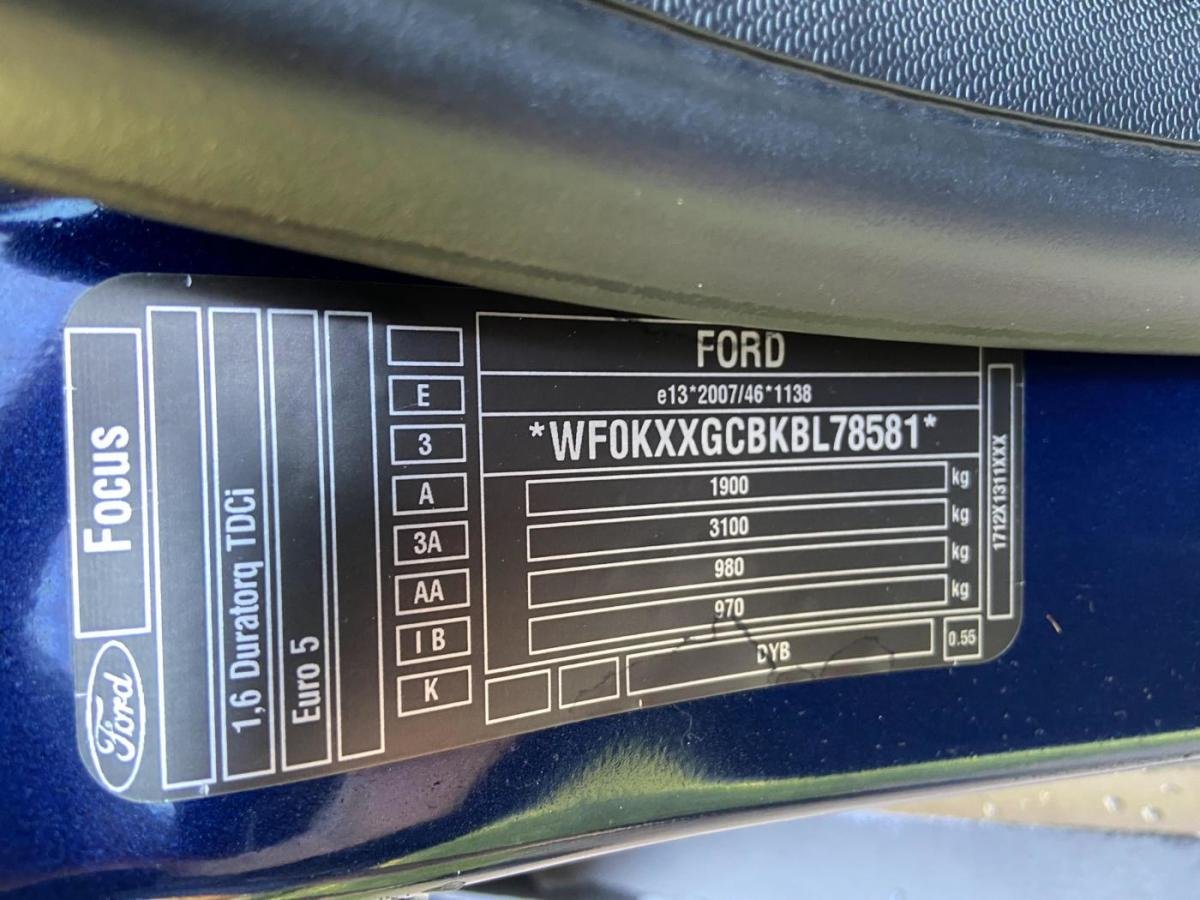 Ford
Focus
1,6 Duratorq TDCi
Euro 5
E
3
A
3A
AA
I B
K
FORD
e13*2007/46*1138
*WF0KXXGCBKBL78581*
1900 kg
3100 kg
980 kg
970 kg
DYB
0.55
1712X1311XXX